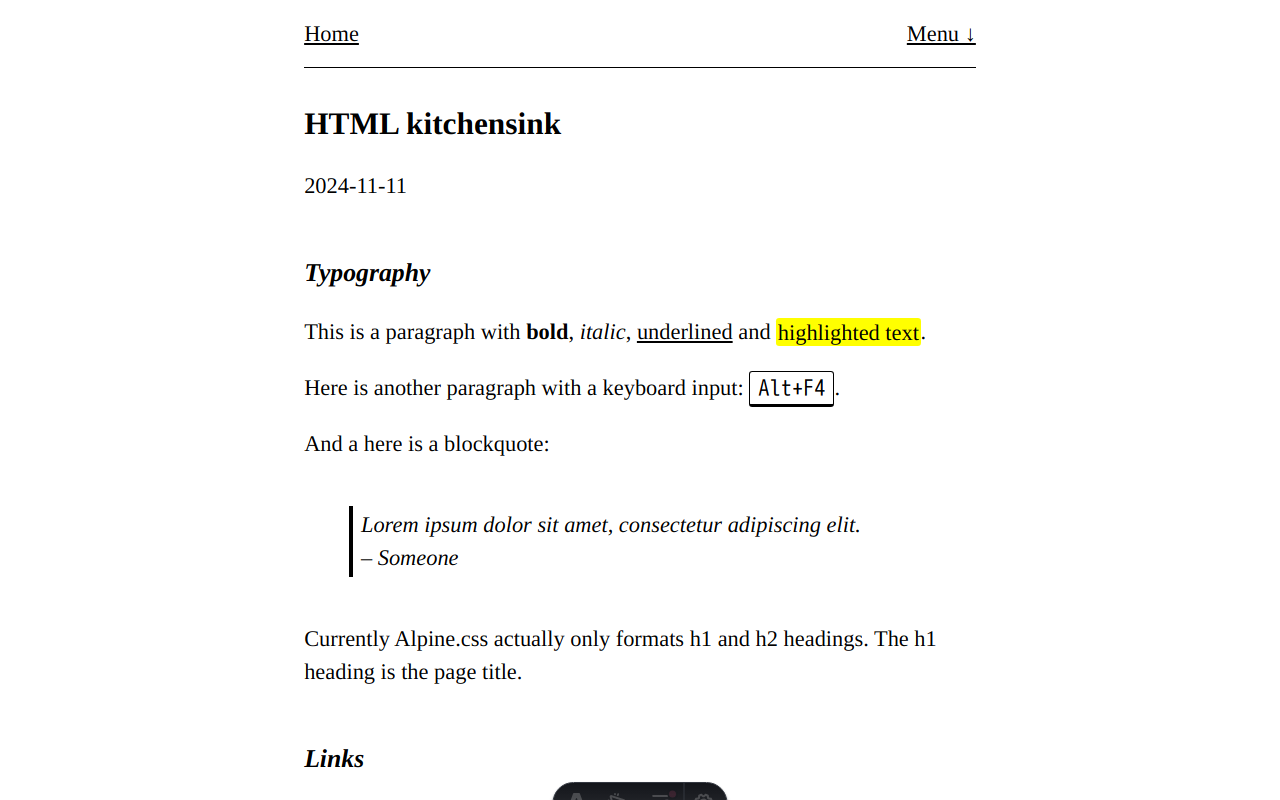 Home
Menu ↓
HTML kitchensink
2024-11-11
Typography
This is a paragraph with bold, italic, underlined and highlighted text.
Here is another paragraph with a keyboard input: Alt+F4.
And a here is a blockquote:
Lorem ipsum dolor sit amet, consectetur adipiscing elit.
– Someone
Currently Alpine.css actually only formats h1 and h2 headings. The h1
heading is the page title.
Links